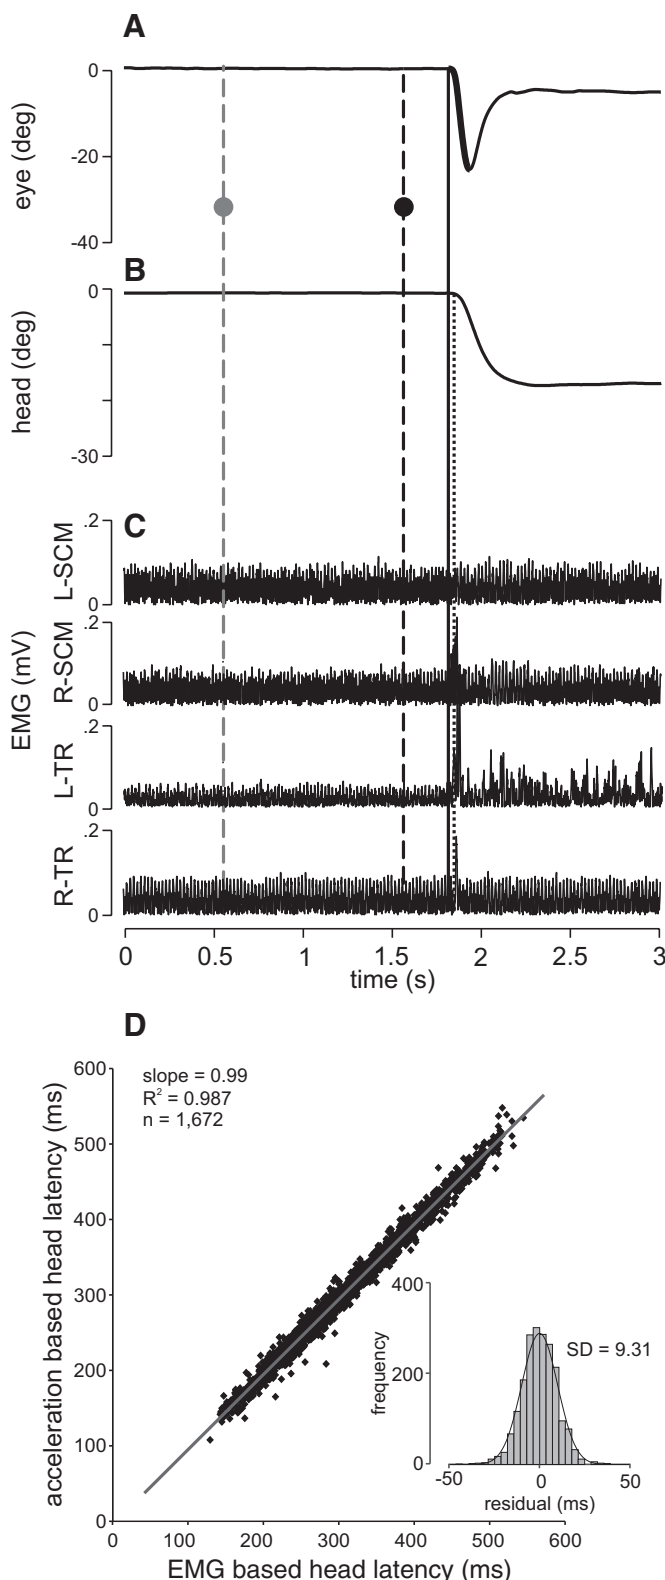 A
eye (deg)
0
-20
-40
B
head (deg)
0
-30
C
EMG (mV)
L-SCM
.2
0
R-SCM
.2
0
L-TR
.2
0
R-TR
.2
0
0 0.5 1 1.5 2 2.5 3
time (s)
D
slope = 0.99
R² = 0.987
n = 1,672
acceleration based head latency (ms)
600
500
400
300
200
100
0
0 100 200 300 400 500 600
EMG based head latency (ms)
frequency
400
200
0
SD = 9.31
-50 0 50
residual (ms)